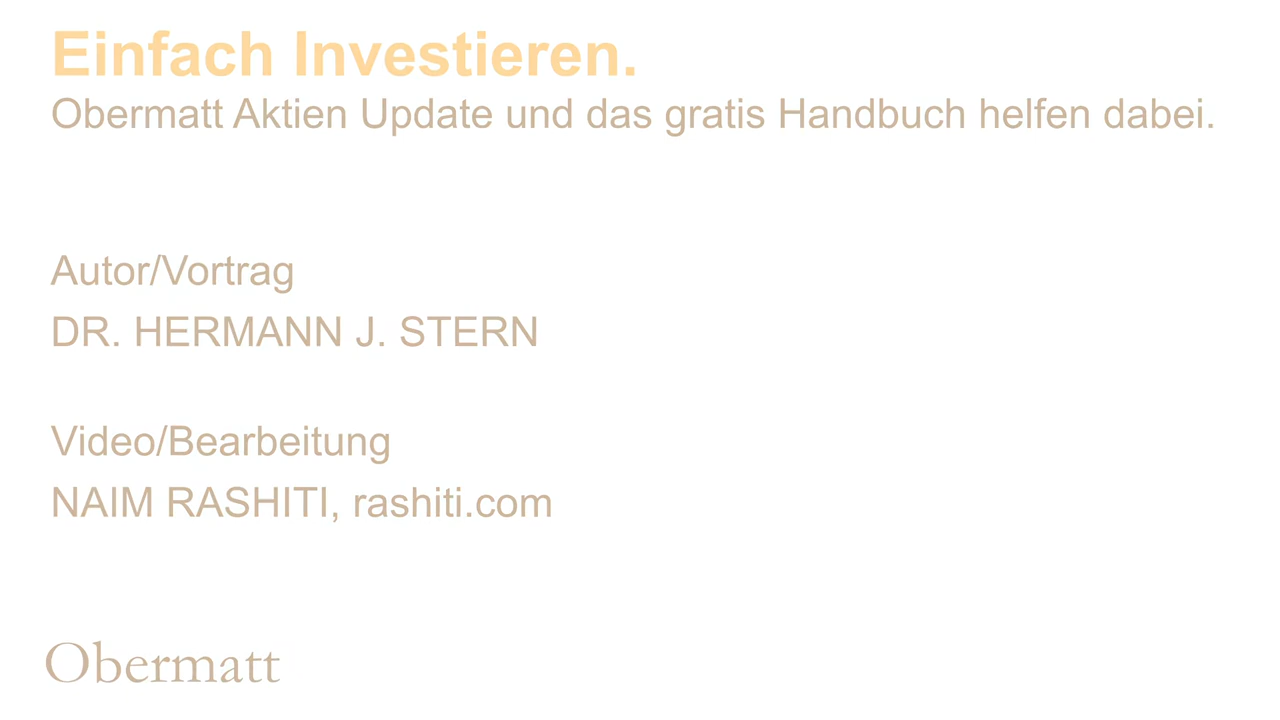 Einfach Investieren.
Obermatt Aktien Update und das gratis Handbuch helfen dabei.
Autor/Vortrag
DR. HERMANN J. STERN
Video/Bearbeitung
NAIM RASHITI, rashiti.com
Obermatt